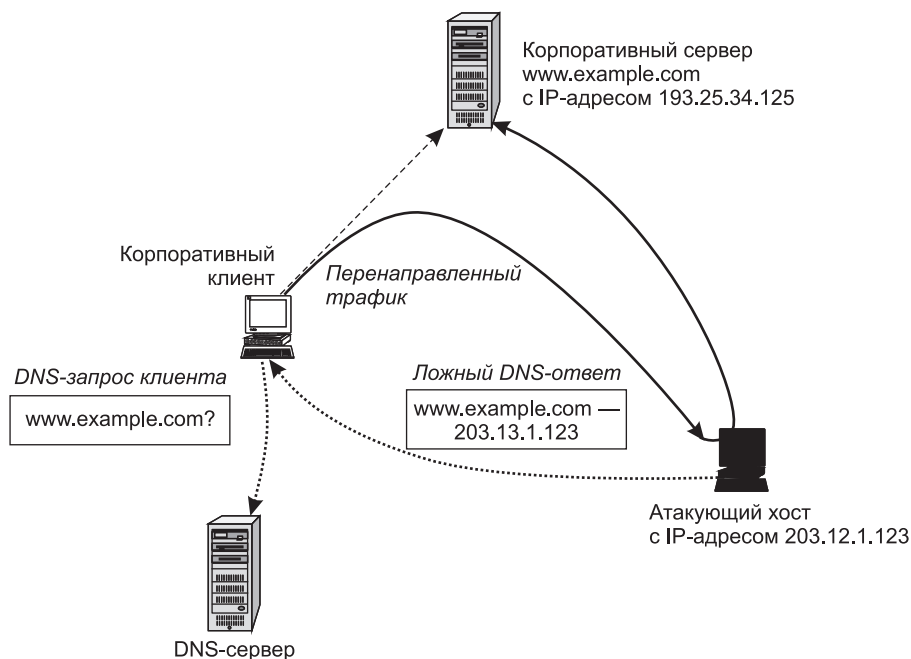 Корпоративный сервер
www.example.com
с IP-адресом 193.25.34.125
Корпоративный
клиент
Перенаправленный
трафик
DNS-запрос клиента
www.example.com?
Ложный DNS-ответ
www.example.com —
203.13.1.123
Атакующий хост
с IP-адресом 203.12.1.123
DNS-сервер